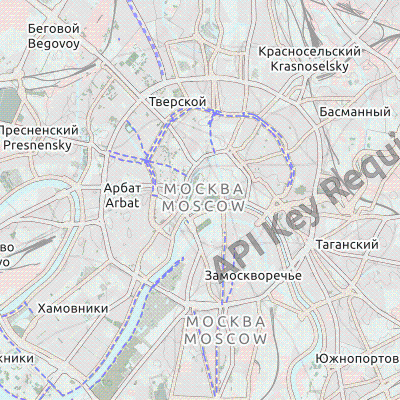 Беговой
Begovoy
Красносельский
Krasnoselsky
Тверской
Басманный
Пресненский
Presnensky
Арбат
Arbat
МОСКВА
MOSCOW
API Key Requi
Таганский
Замоскворечье
Хамовники
МОСКВА
MOSCOW
Южнопортов